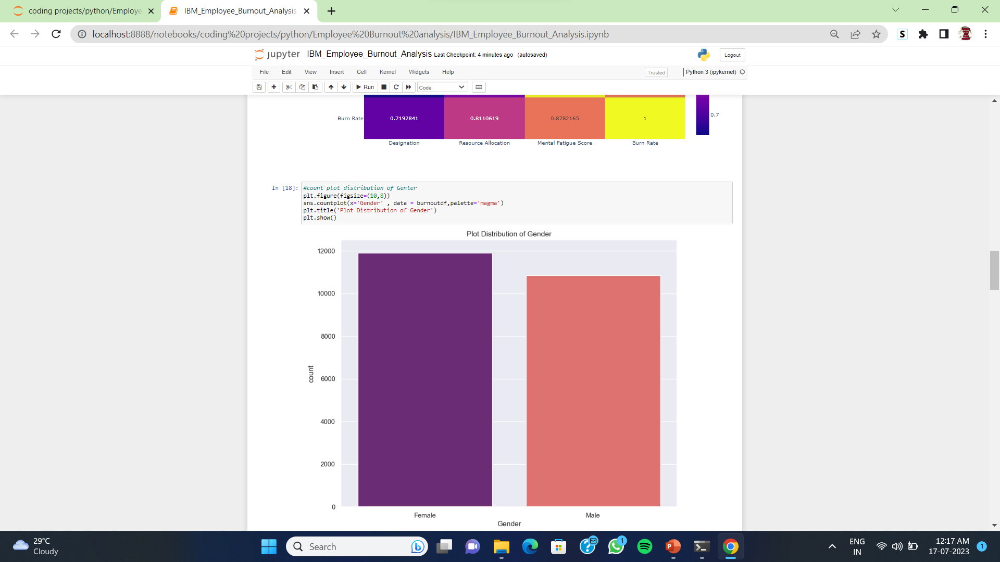 coding projects/python/Employe
IBM_Employee_Burnout_Analysis
localhost:8888/notebooks/coding%20projects/python/Employee%20Burnout%20analysis/IBM_Employee_Burnout_Analysis.ipynb
S
jupyter IBM_Employee_Burnout_Analysis Last Checkpoint: 4 minutes ago (autosaved)
Logout
File Edit View Insert Cell Kernel Widgets Help
Trusted
Python 3 (ipykernel)
Run
Code
Burn Rate 0.7192841 0.8110619 0.8782165 1
0.7
Designation Resource Allocation Mental Fatigue Score Burn Rate
In [18]: #count plot distribution of Genter
plt.figure(figsize=(10,8))
sns.countplot(x='Gender' , data = burnoutdf,palette='magma')
plt.title('Plot Distribution of Gender')
plt.show()
Plot Distribution of Gender
12000
10000
8000
6000
4000
2000
0
count
Female Male
Gender
29°C
Cloudy
Search
1
P
ENG
IN
12:17 AM
17-07-2023
1